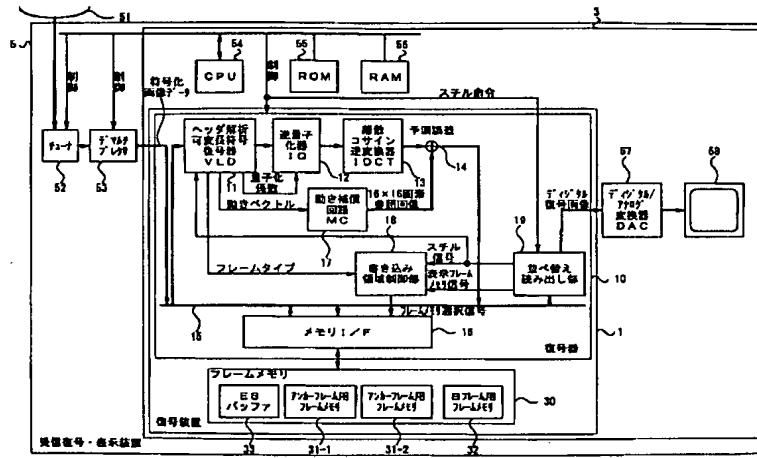 51
5
3
54
55
56
CPU
ROM
RAM
制御
制御
制御
符号化
画像データ
スチル命令
チューナ
デマルチ
プレクサ
52
53
ヘッダ解析
可変長符号
復号器
VLD
逆量子
化器
IQ
離散
コサイン
逆変換器
IDCT
予測誤差
14
11
12
13
量子化
係数
動きベクトル
動き補償
回路
MC
16×16画素
参照画像
17
18
ディジタル
復号画像
57
58
ディジタル/
アナログ
変換器
DAC
19
スチル
信号
フレームタイプ
書き込み
領域制御部
表示フレーム
メモリ信号
並べ替え
読み出し部
10
フレームメモリ選択信号
15
メモリI/F
16
復号器
1
フレームメモリ
ES
バッファ
アンカーフレーム用
フレームメモリ
アンカーフレーム用
フレームメモリ
Bフレーム用
フレームメモリ
30
復号装置
受信復号・表示装置
33
31-1
31-2
32